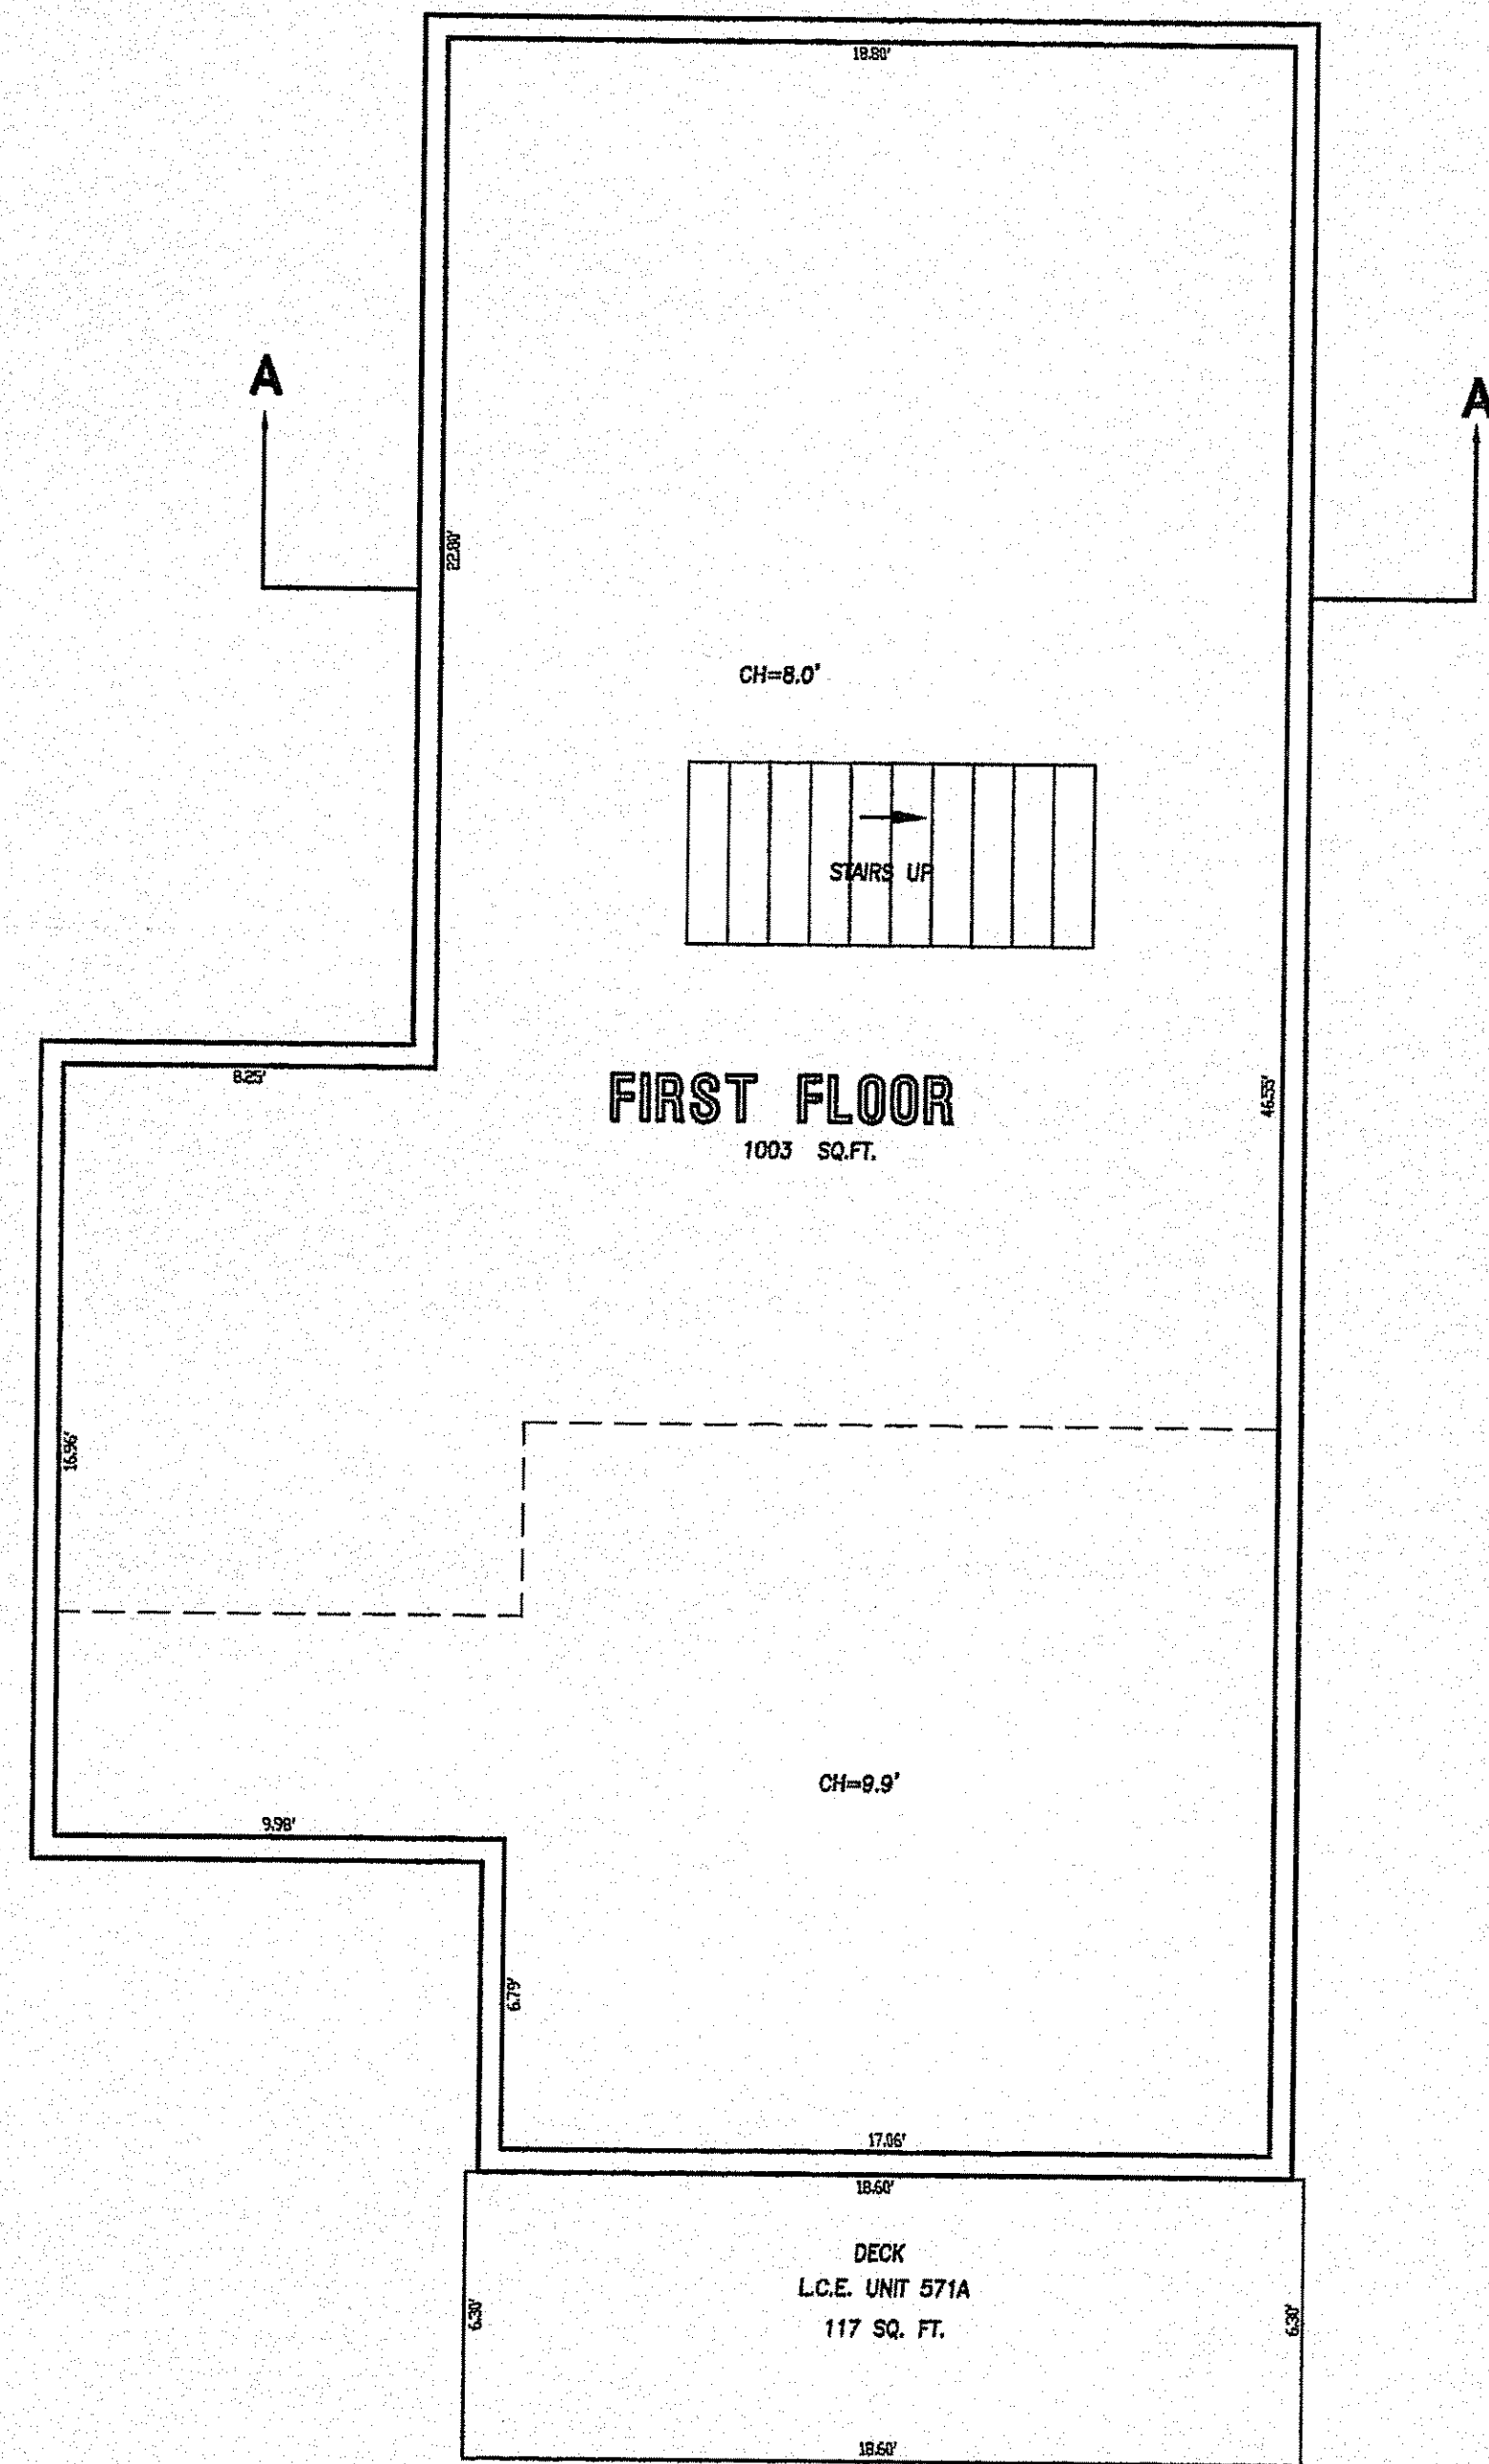 18.80'
A
A
22.80'
CH=8.0'
STAIRS UP
8.25'
FIRST FLOOR
1003 SQ.FT.
46.55'
16.96'
CH=9.9'
9.98'
6.79'
17.06'
18.60'
DECK
L.C.E. UNIT 571A
117 SQ. FT.
6.30'
6.30'
18.60'